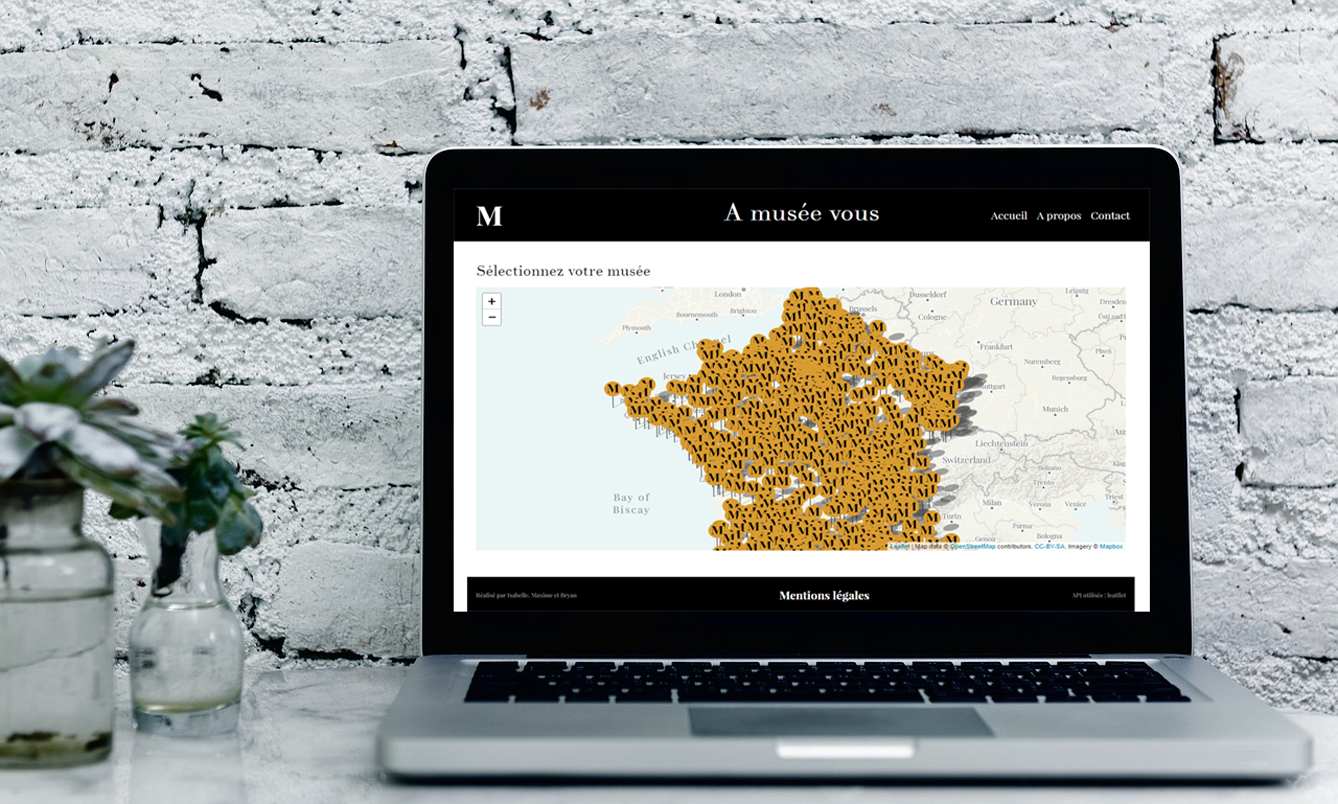 M
A musée vous
Accueil A propos Contact
Sélectionnez votre musée
+
−
London
Bournemouth
Brighton
Plymouth
English Channel
Jersey
Brussels
Dusseldorf
Cologne
Germany
Leipzig
Dresden
Frankfurt
Nuremberg
Plzeň
Regensburg
Stuttgart
Munich
Liechtenstein
Switzerland
Bolzano
Trento
Milan
Verona
Venice
Turin
Parma
Genoa
Bologna
Bay of
Biscay
Leaflet | Map data © OpenStreetMap contributors, CC-BY-SA, Imagery © Mapbox
Réalisé par Isabelle, Maxime et Bryan
Mentions légales
API utilisée : leaflet